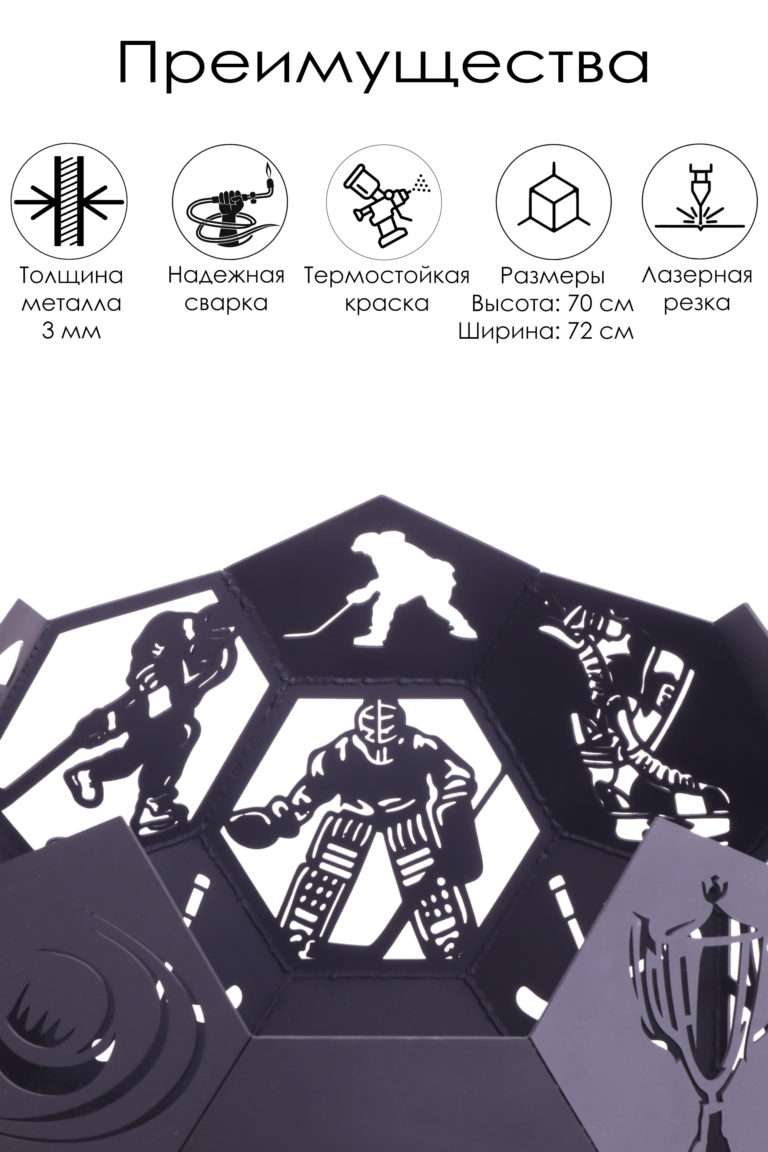 Преимущества
Толщина
металла
3 мм
Надежная
сварка
Термостойкая
краска
Размеры
Высота: 70 см
Ширина: 72 см
Лазерная
резка